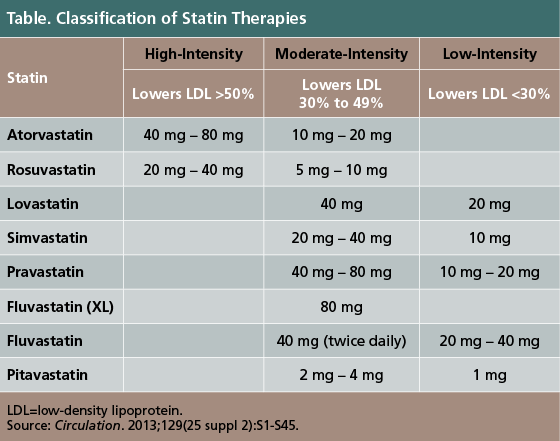 Table. Classification of Statin Therapies
Statin High-Intensity Moderate-Intensity Low-Intensity
Lowers LDL >50% Lowers LDL 30% to 49% Lowers LDL <30%
Atorvastatin 40 mg – 80 mg 10 mg – 20 mg
Rosuvastatin 20 mg – 40 mg 5 mg – 10 mg
Lovastatin 40 mg 20 mg
Simvastatin 20 mg – 40 mg 10 mg
Pravastatin 40 mg – 80 mg 10 mg – 20 mg
Fluvastatin (XL) 80 mg
Fluvastatin 40 mg (twice daily) 20 mg – 40 mg
Pitavastatin 2 mg – 4 mg 1 mg
LDL=low-density lipoprotein.
Source: Circulation. 2013;129(25 suppl 2):S1-S45.